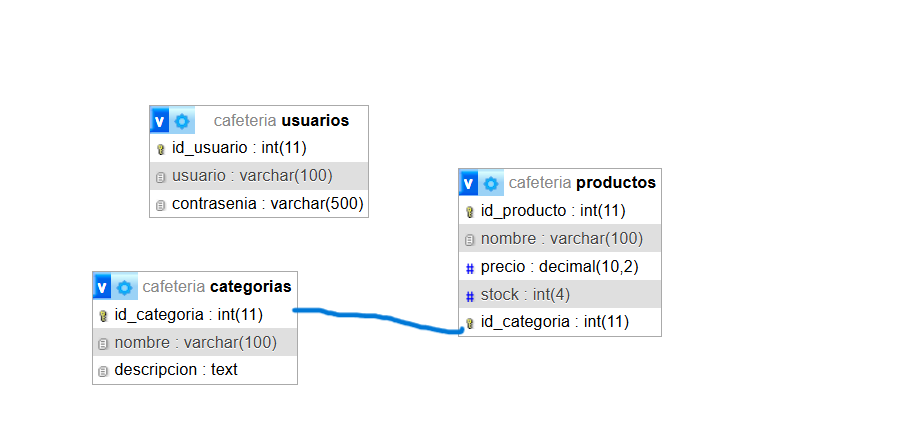 v cafeteria usuarios
id_usuario : int(11)
usuario : varchar(100)
contrasenia : varchar(500)
v cafeteria productos
id_producto : int(11)
nombre : varchar(100)
# precio : decimal(10,2)
# stock : int(4)
id_categoria : int(11)
v cafeteria categorias
id_categoria : int(11)
nombre : varchar(100)
descripcion : text